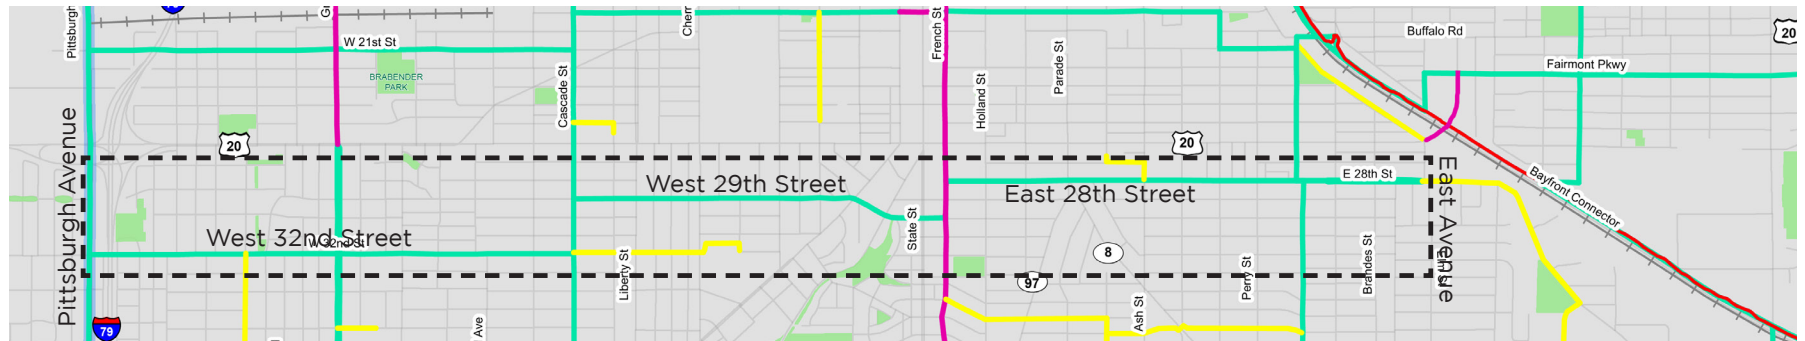 Pittsburgh
W 21st St
BRABENDER
PARK
Cascade St
Cherr
French St
Holland St
Parade St
Buffalo Rd
20
Fairmont Pkwy
20
20
Pittsburgh Avenue
West 29th Street
East 28th Street
E 28th St
East Avenue
Bayfront Connector
West 32nd Street
W 32nd St
State St
Liberty St
8
97
Perry St
Brandes St
Ash St
79
Ave